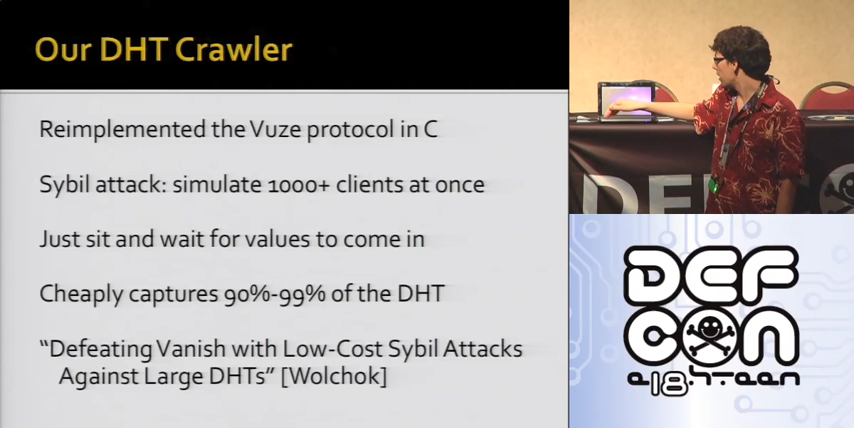 Our DHT Crawler
Reimplemented the Vuze protocol in C
Sybil attack: simulate 1000+ clients at once
Just sit and wait for values to come in
Cheaply captures 90%-99% of the DHT
“Defeating Vanish with Low-Cost Sybil Attacks
Against Large DHTs” [Wolchok]
DEF
DEF
CON
e18h-teen